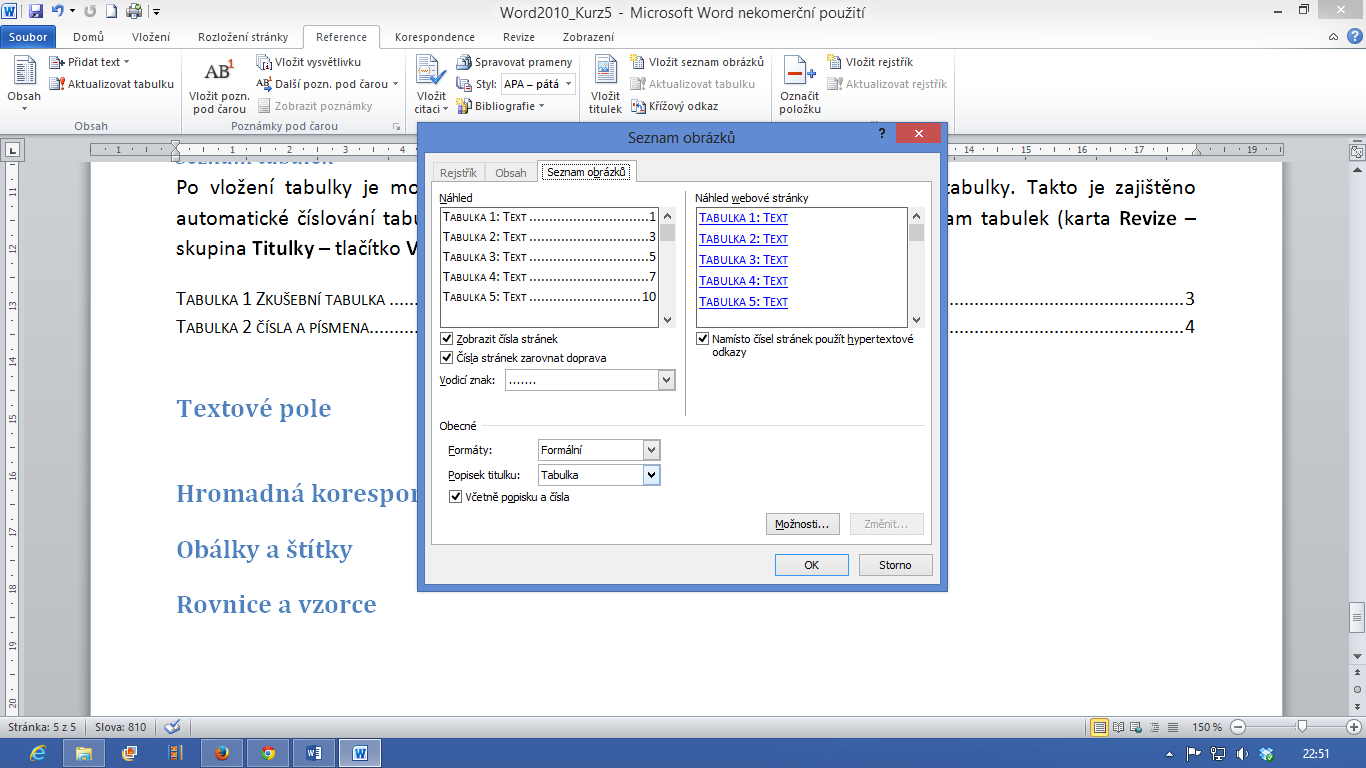 Word2010_Kurz5 - Microsoft Word nekomerční použití
Soubor Domů Vložení Rozložení stránky Reference Korespondence Revize Zobrazení
Obsah
Přidat text
Aktualizovat tabulku
Obsah
AB¹
Vložit pozn. pod čarou
Vložit vysvětlivku
Další pozn. pod čarou
Zobrazit poznámky
Poznámky pod čarou
Vložit citaci
Spravovat prameny
Styl: APA – pátá
Bibliografie
Vložit titulek
Vložit seznam obrázků
Aktualizovat tabulku
Křížový odkaz
Označit položku
Vložit rejstřík
Aktualizovat rejstřík
Seznam tabulek
Po vložení tabulky je
tabulky. Takto je zajištěno
automatické číslování
tabulek (karta Revize –
skupina Titulky – tlačítko
Tabulka 1 Zkušební tabulka ..... 3
Tabulka 2 čísla a písmena..... 4
Textové pole
Hromadná
Obálky a štítky
Rovnice a vzorce
Seznam obrázků
Rejstřík Obsah Seznam obrázků
Náhled
Tabulka 1: Text ..... 1
Tabulka 2: Text ..... 3
Tabulka 3: Text ..... 5
Tabulka 4: Text ..... 7
Tabulka 5: Text ..... 10
Zobrazit čísla stránek
Čísla stránek zarovnat doprava
Vodicí znak: .......
Náhled webové stránky
Tabulka 1: Text
Tabulka 2: Text
Tabulka 3: Text
Tabulka 4: Text
Tabulka 5: Text
Namísto čísel stránek použít hypertextové
odkazy
Obecné
Formáty: Formální
Popisek titulku: Tabulka
Včetně popisku a čísla
Možnosti... Změnit...
OK Storno
Stránka: 5 z 5 Slova: 810 150 %
22:51